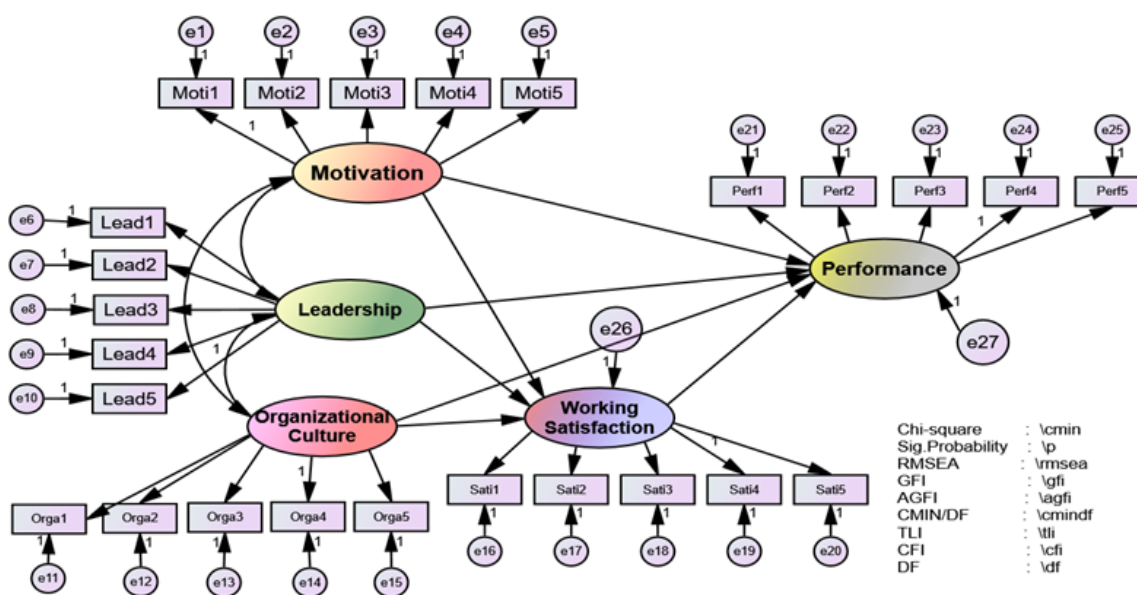 e1 e2 e3 e4 e5
1 1 1 1 1
Moti1 Moti2 Moti3 Moti4 Moti5
1
Motivation
e21 e22 e23 e24 e25
1 1 1 1 1
Perf1 Perf2 Perf3 Perf4 Perf5
1
Performance
1
e27
e6 1 Lead1
e7 1 Lead2
e8 1 Lead3
e9 1 Lead4
e10 1 Lead5
1
Leadership
e26
1
Organizational
Culture
Working
Satisfaction
1
1
Orga1 Orga2 Orga3 Orga4 Orga5
1 1 1 1 1
e11 e12 e13 e14 e15
Sati1 Sati2 Sati3 Sati4 Sati5
1 1 1 1 1
e16 e17 e18 e19 e20
Chi-square : \cmin
Sig.Probability : \p
RMSEA : \rmsea
GFI : \gfi
AGFI : \agfi
CMIN/DF : \cmindf
TLI : \tli
CFI : \cfi
DF : \df